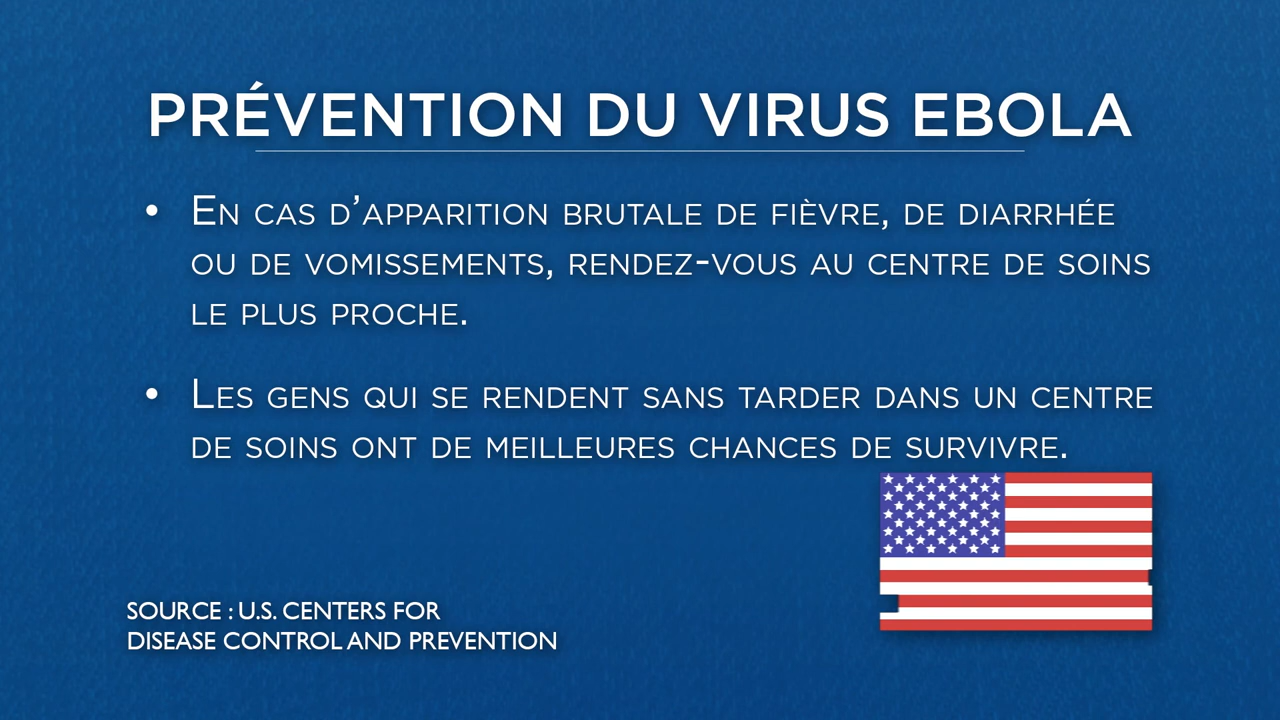 PRÉVENTION DU VIRUS EBOLA
• En cas d’apparition brutale de fièvre, de diarrhée
ou de vomissements, rendez-vous au centre de soins
le plus proche.
• Les gens qui se rendent sans tarder dans un centre
de soins ont de meilleures chances de survivre.
SOURCE : U.S. CENTERS FOR
DISEASE CONTROL AND PREVENTION